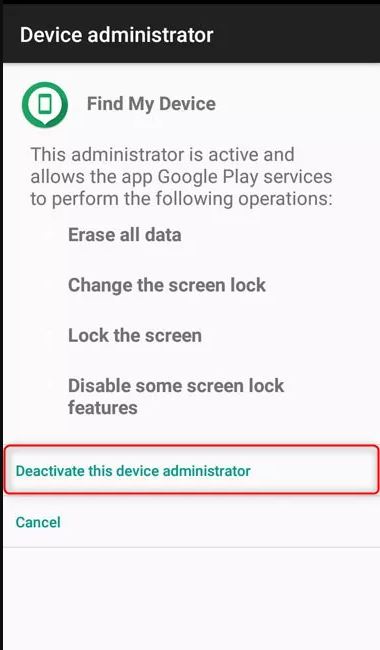 Device administrator
Find My Device
This administrator is active and
allows the app Google Play services
to perform the following operations:
Erase all data
Change the screen lock
Lock the screen
Disable some screen lock
features
Deactivate this device administrator
Cancel